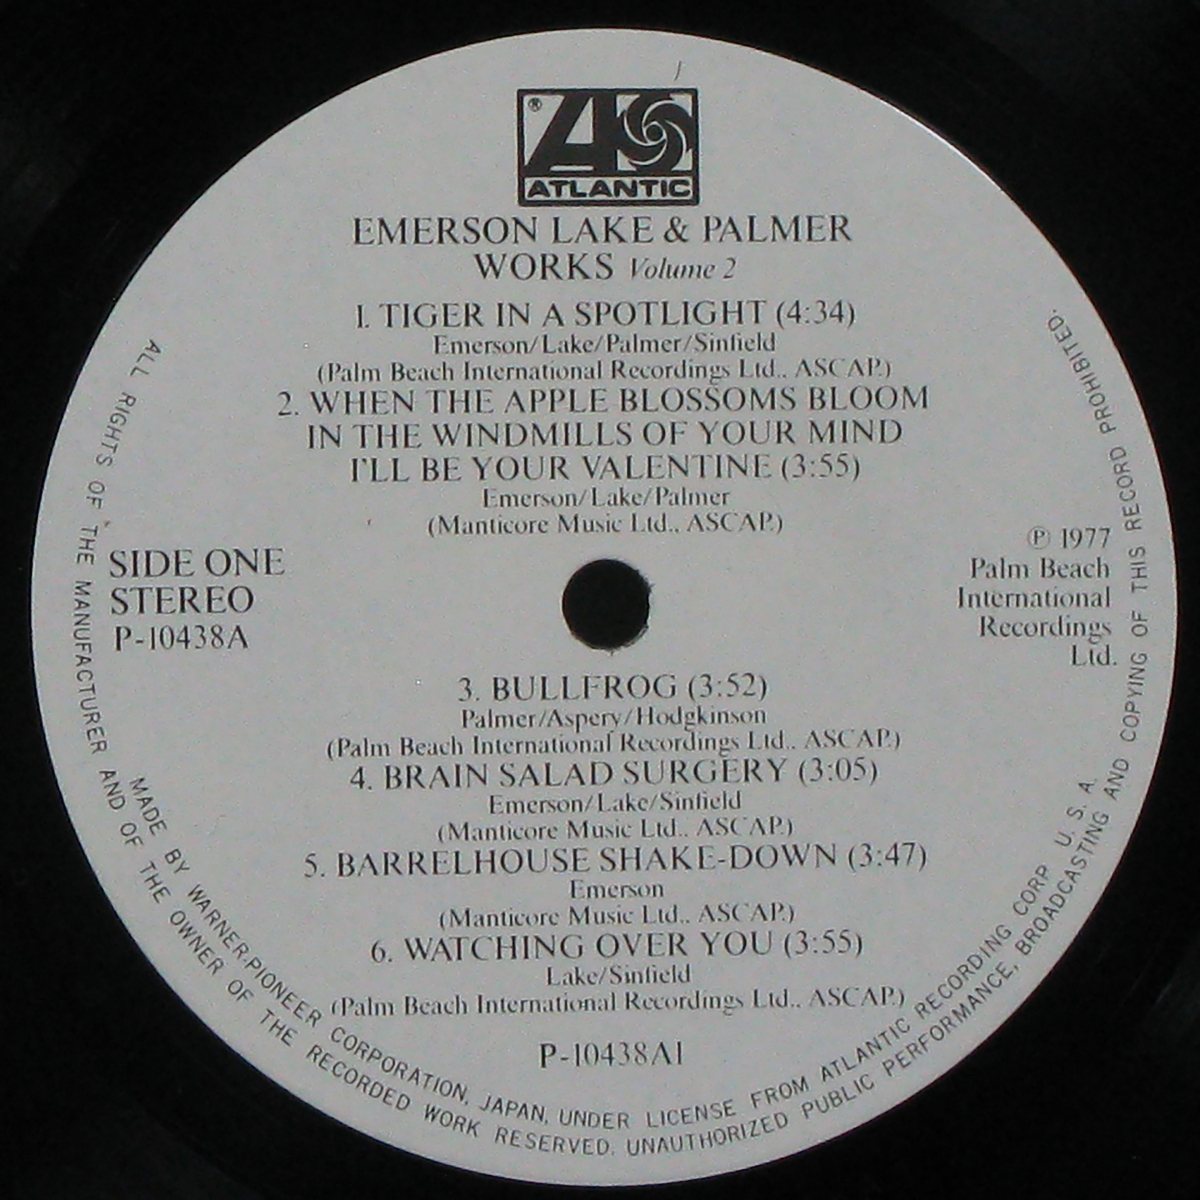 ®
ATLANTIC
EMERSON LAKE & PALMER
WORKS Volume 2
1. TIGER IN A SPOTLIGHT (4:34)
Emerson/Lake/Palmer/Sinfield
(Palm Beach International Recordings Ltd., ASCAP.)
2. WHEN THE APPLE BLOSSOMS BLOOM
IN THE WINDMILLS OF YOUR MIND
I'LL BE YOUR VALENTINE (3:55)
Emerson/Lake/Palmer
(Manticore Music Ltd., ASCAP.)
SIDE ONE
STEREO
P-10438A
Ⓟ 1977
Palm Beach
International
Recordings
Ltd.
3. BULLFROG (3:52)
Palmer/Aspery/Hodgkinson
(Palm Beach International Recordings Ltd., ASCAP.)
4. BRAIN SALAD SURGERY (3:05)
Emerson/Lake/Sinfield
(Manticore Music Ltd., ASCAP.)
5. BARRELHOUSE SHAKE-DOWN (3:47)
Emerson
(Manticore Music Ltd., ASCAP.)
6. WATCHING OVER YOU (3:55)
Lake/Sinfield
(Palm Beach International Recordings Ltd., ASCAP.)
P-10438A1
MADE BY WARNER-PIONEER CORPORATION, JAPAN, UNDER LICENSE FROM ATLANTIC RECORDING CORP. U. S. A.
ALL RIGHTS OF THE MANUFACTURER AND OF THE OWNER OF THE RECORDED WORK RESERVED. UNAUTHORIZED PUBLIC PERFORMANCE, BROADCASTING AND COPYING OF THIS RECORD PROHIBITED.